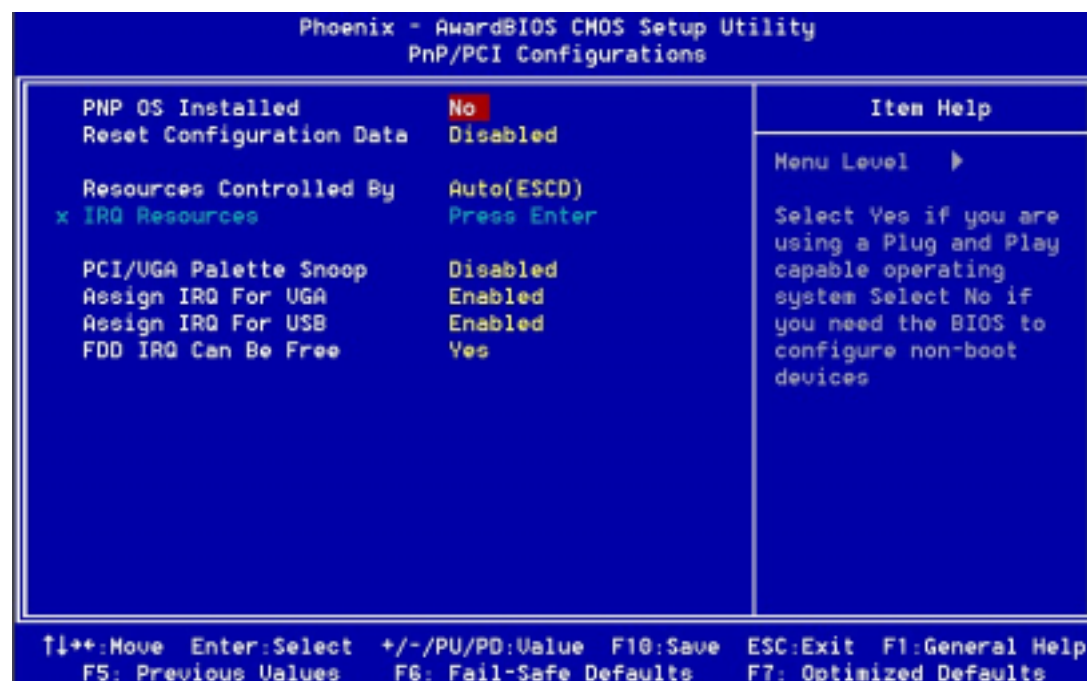 Phoenix - AwardBIOS CMOS Setup Utility
PnP/PCI Configurations
PNP OS Installed No
Reset Configuration Data Disabled
Resources Controlled By Auto(ESCD)
x IRQ Resources Press Enter
PCI/VGA Palette Snoop Disabled
Assign IRQ For VGA Enabled
Assign IRQ For USB Enabled
FDD IRQ Can Be Free Yes
Item Help
Menu Level ▶
Select Yes if you are
using a Plug and Play
capable operating
system Select No if
you need the BIOS to
configure non-boot
devices
↑↓→←:Move Enter:Select +/-/PU/PD:Value F10:Save ESC:Exit F1:General Help
F5: Previous Values F6: Fail-Safe Defaults F7: Optimized Defaults